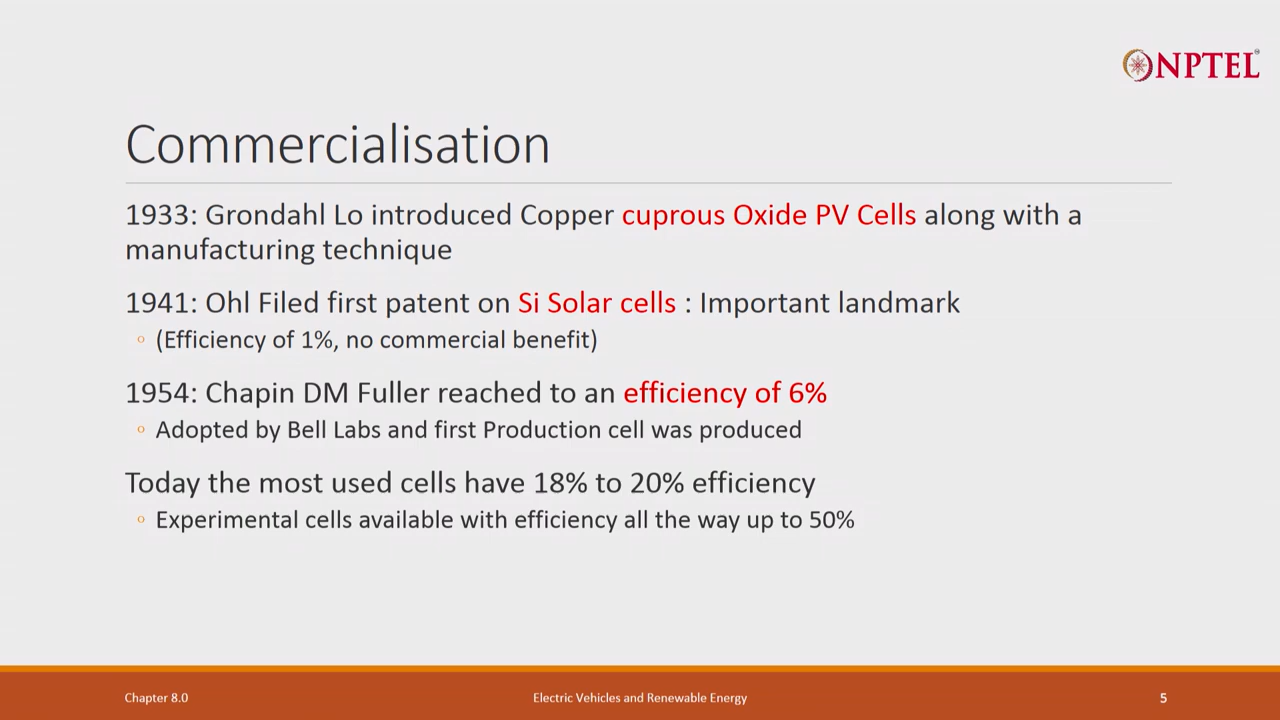 NPTEL
Commercialisation
1933: Grondahl Lo introduced Copper cuprous Oxide PV Cells along with a
manufacturing technique
1941: Ohl Filed first patent on Si Solar cells : Important landmark
◦ (Efficiency of 1%, no commercial benefit)
1954: Chapin DM Fuller reached to an efficiency of 6%
◦ Adopted by Bell Labs and first Production cell was produced
Today the most used cells have 18% to 20% efficiency
◦ Experimental cells available with efficiency all the way up to 50%
Chapter 8.0 Electric Vehicles and Renewable Energy 5